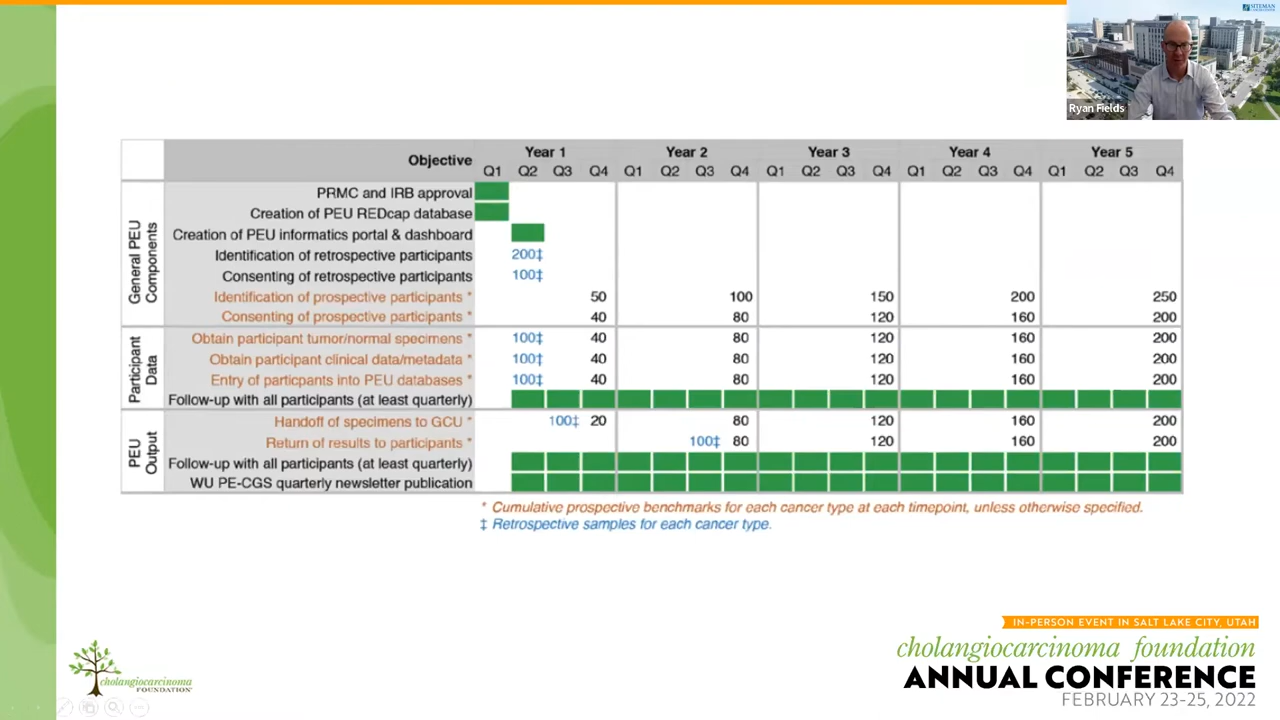 SITEMAN
Ryan Fields
Objective
Year 1 Year 2 Year 3 Year 4 Year 5
Q1 Q2 Q3 Q4 Q1 Q2 Q3 Q4 Q1 Q2 Q3 Q4 Q1 Q2 Q3 Q4 Q1 Q2 Q3 Q4
General PEU
Components
PRMC and IRB approval
Creation of PEU REDcap database
Creation of PEU informatics portal & dashboard
Identification of retrospective participants 200‡
Consenting of retrospective participants 100‡
Identification of prospective participants * 50 100 150 200 250
Consenting of prospective participants * 40 80 120 160 200
Participant
Data
Obtain participant tumor/normal specimens * 100‡ 40 80 120 160 200
Obtain participant clinical data/metadata * 100‡ 40 80 120 160 200
Entry of particpants into PEU databases * 100‡ 40 80 120 160 200
Follow-up with all participants (at least quarterly)
PEU
Output
Handoff of specimens to GCU * 100‡ 20 80 120 160 200
Return of results to participants * 100‡ 80 120 160 200
Follow-up with all participants (at least quarterly)
WU PE-CGS quarterly newsletter publication
* Cumulative prospective benchmarks for each cancer type at each timepoint, unless otherwise specified.
‡ Retrospective samples for each cancer type.
cholangiocarcinoma
FOUNDATION
IN-PERSON EVENT IN SALT LAKE CITY, UTAH
cholangiocarcinoma foundation
ANNUAL CONFERENCE
FEBRUARY 23-25, 2022